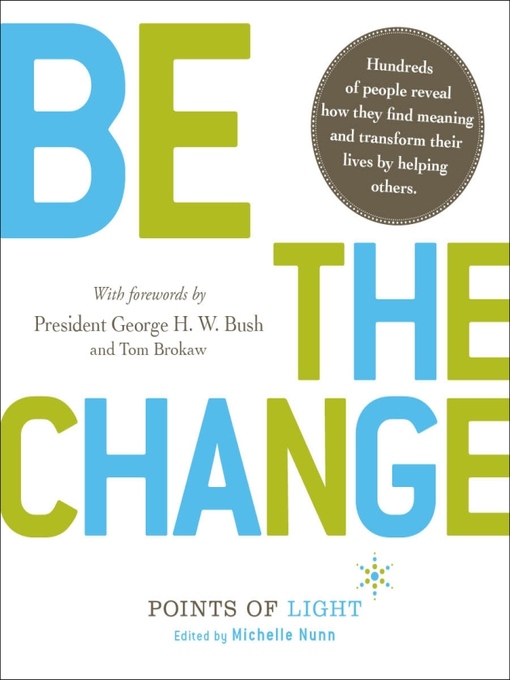 BE
Hundreds
of people reveal
how they find meaning
and transform their
lives by helping
others.
THE
With forewords by
President George H. W. Bush
and Tom Brokaw
CHANGE
POINTS OF LIGHT
Edited by Michelle Nunn